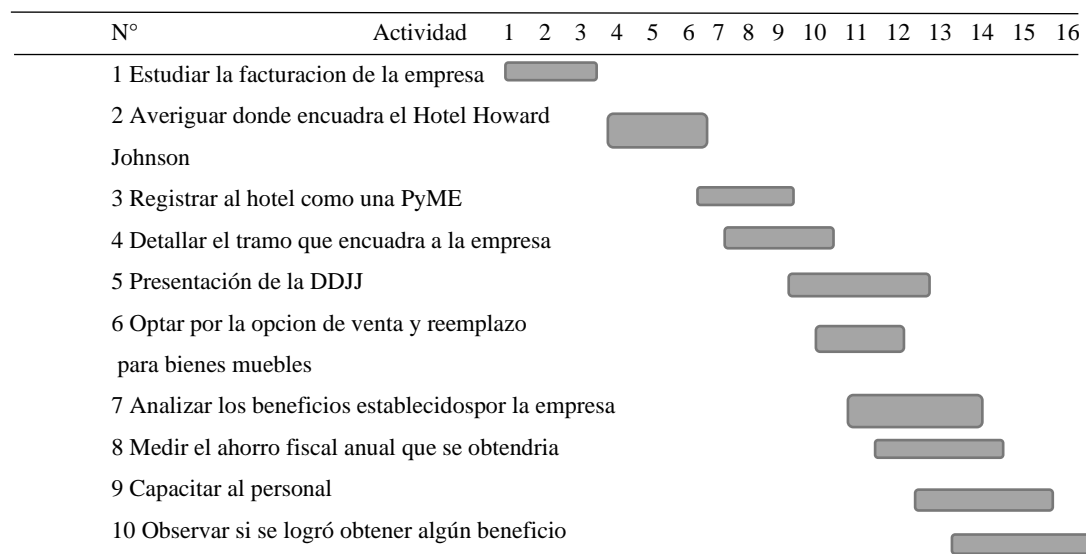 N° Actividad 1 2 3 4 5 6 7 8 9 10 11 12 13 14 15 16
1 Estudiar la facturacion de la empresa
2 Averiguar donde encuadra el Hotel Howard
Johnson
3 Registrar al hotel como una PyME
4 Detallar el tramo que encuadra a la empresa
5 Presentación de la DDJJ
6 Optar por la opcion de venta y reemplazo
para bienes muebles
7 Analizar los beneficios establecidospor la empresa
8 Medir el ahorro fiscal anual que se obtendria
9 Capacitar al personal
10 Observar si se logró obtener algún beneficio